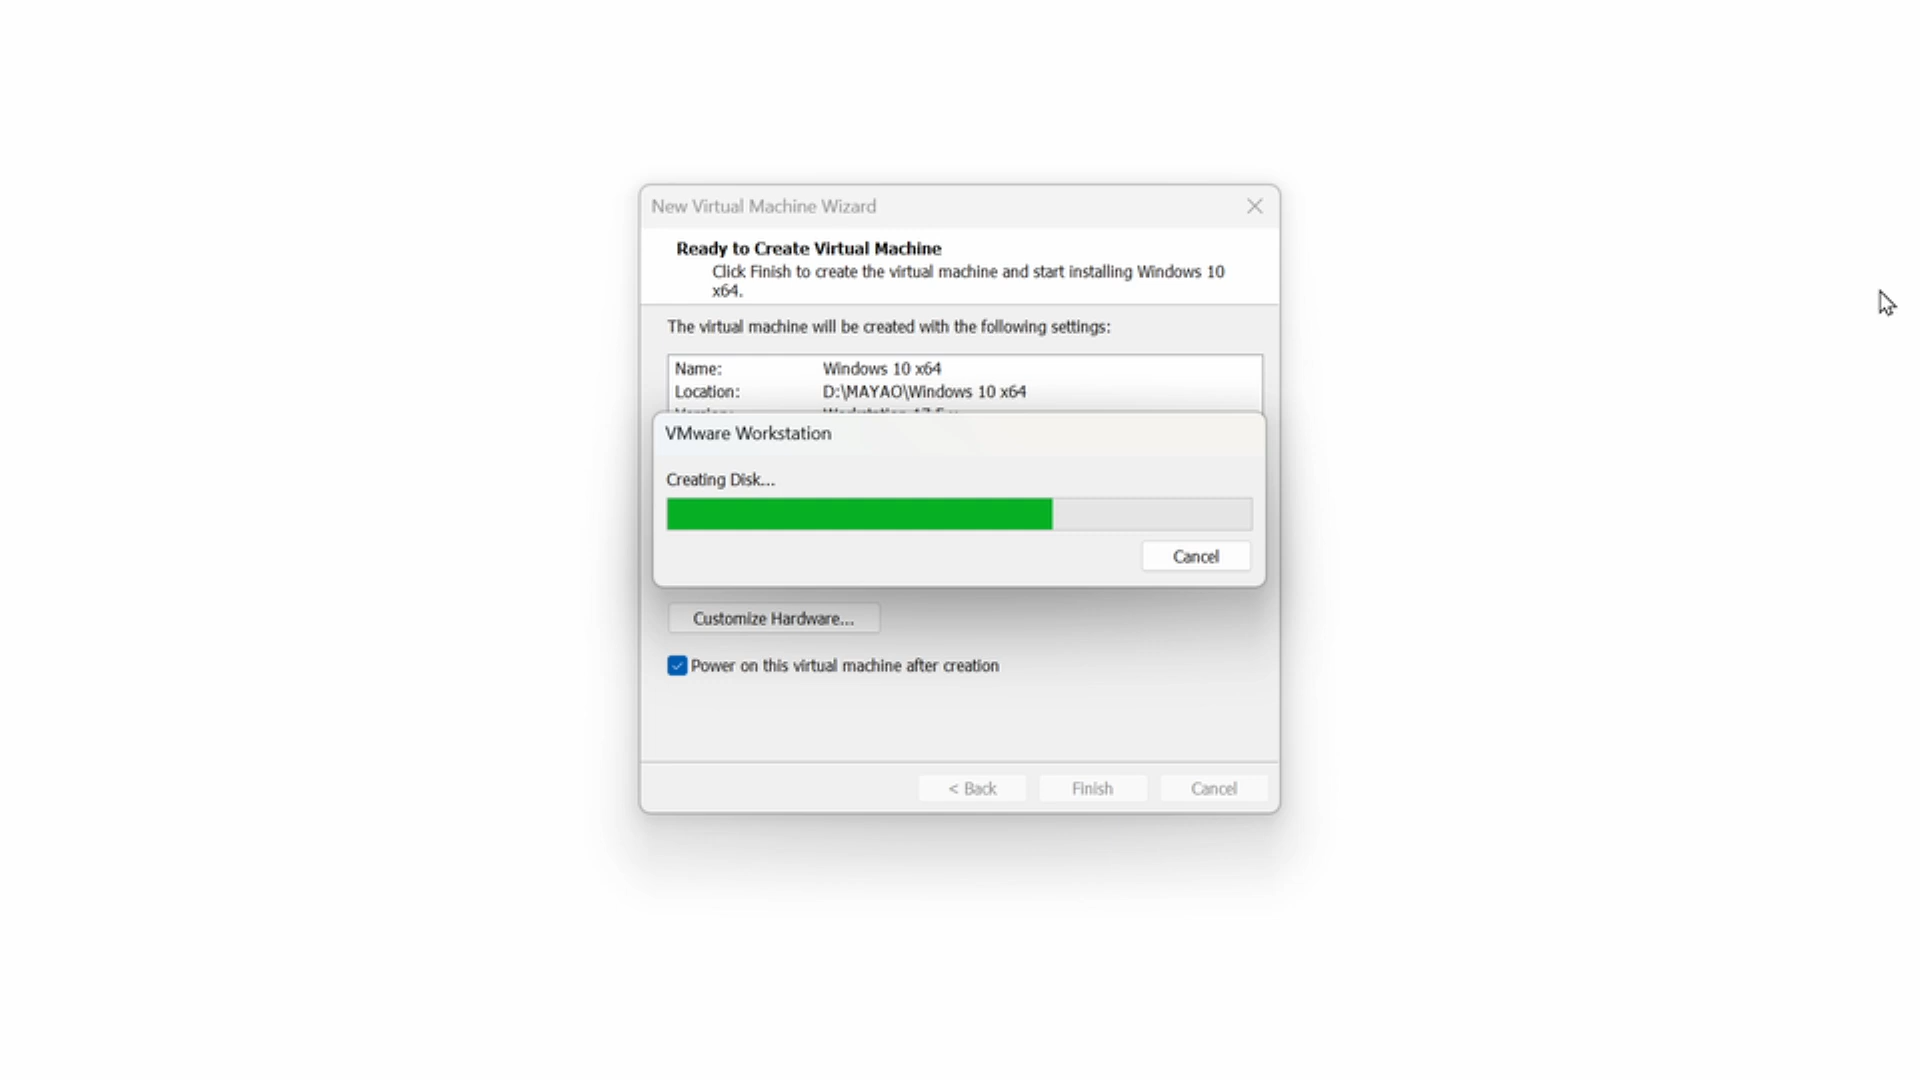 New Virtual Machine Wizard
Ready to Create Virtual Machine
Click Finish to create the virtual machine and start installing Windows 10
x64.
The virtual machine will be created with the following settings:
Name: Windows 10 x64
Location: D:\MAYAO\Windows 10 x64
VMware Workstation
Creating Disk...
Cancel
Customize Hardware...
Power on this virtual machine after creation
< Back Finish Cancel